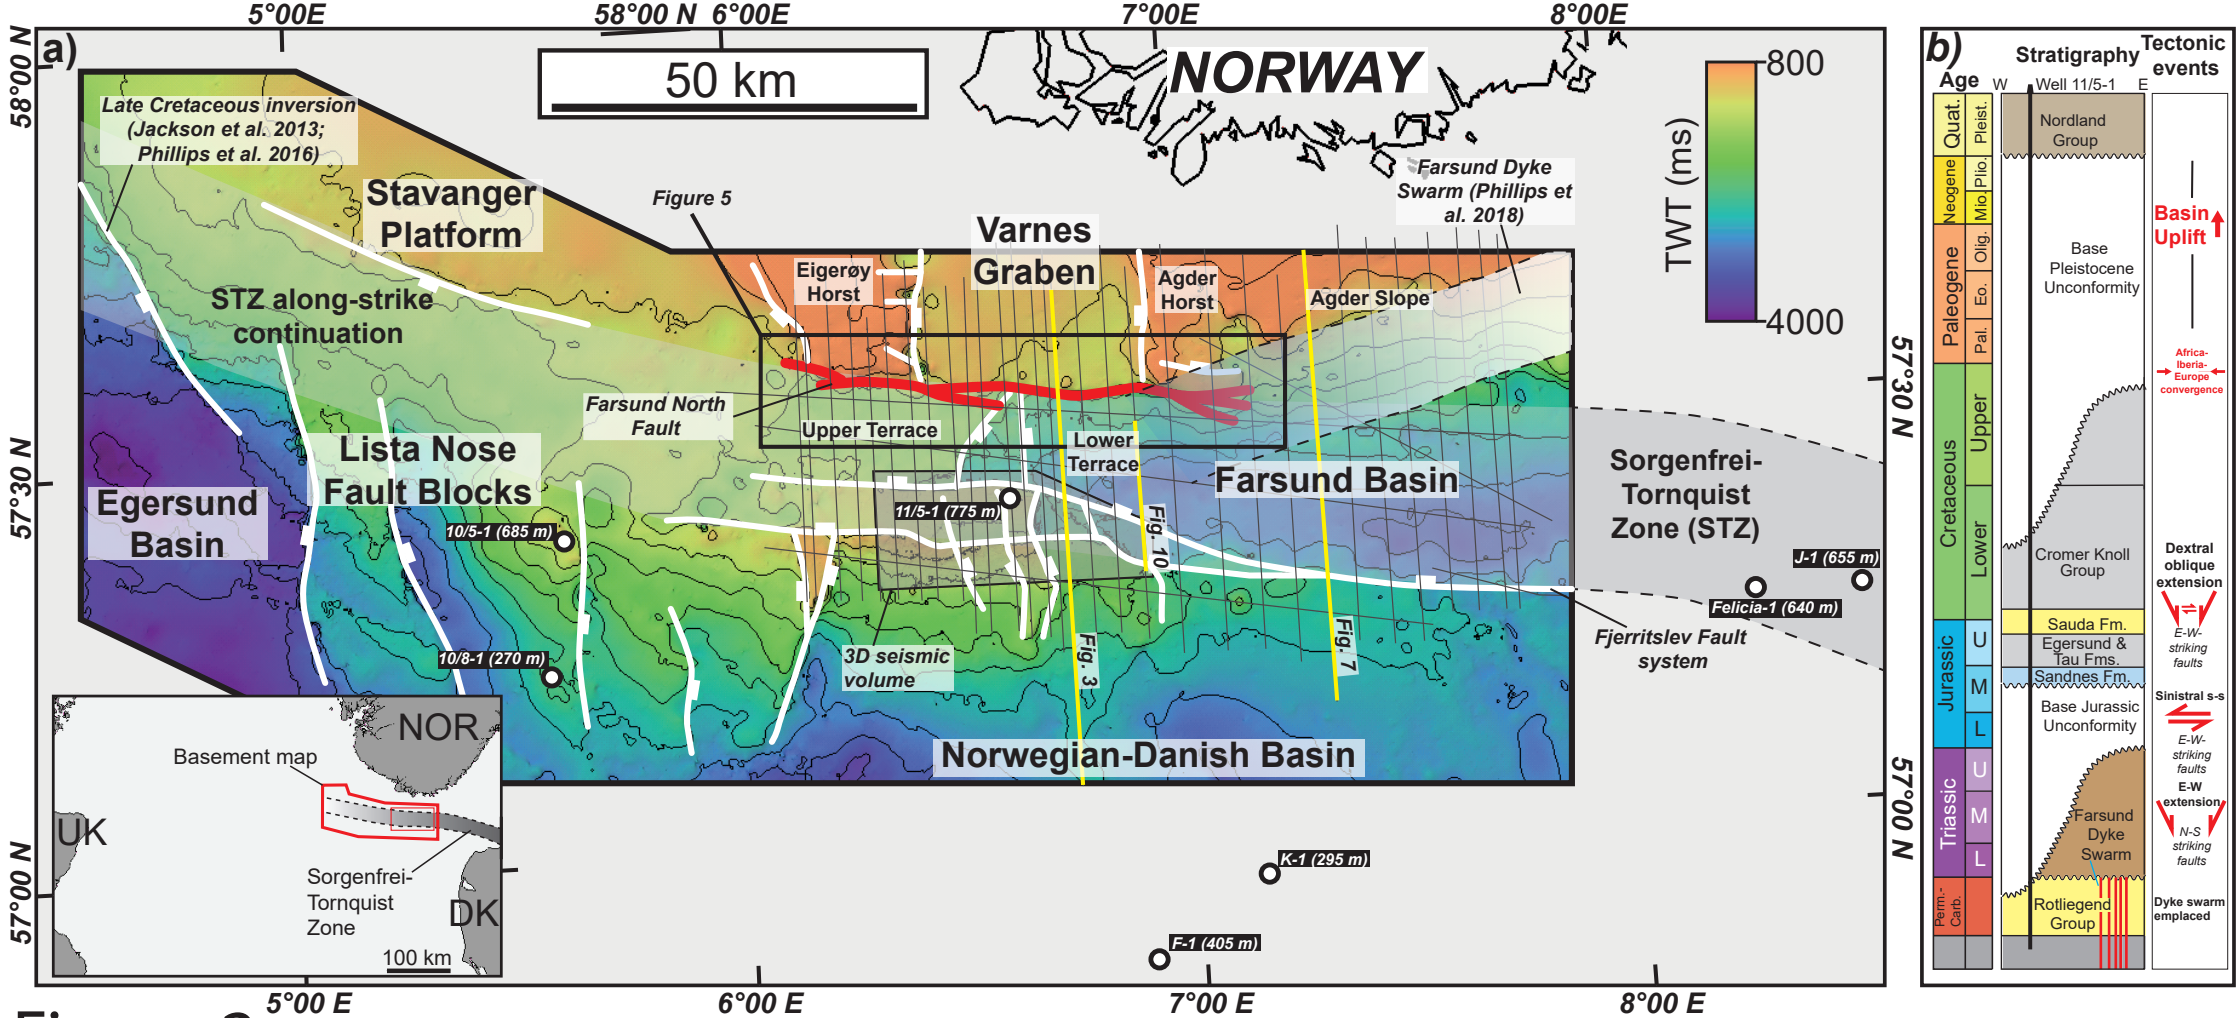 5°00E
58°00 N
6°00E
7°00E
8°00E
a)
58°00 N
57°30 N
57°00 N
50 km
NORWAY
800
TWT (ms)
4000
Late Cretaceous inversion
(Jackson et al. 2013;
Phillips et al. 2016)
Stavanger
Platform
STZ along-strike
continuation
Figure 5
Varnes
Graben
Eigerøy
Horst
Agder
Horst
Agder Slope
Farsund Dyke
Swarm (Phillips et
al. 2018)
Farsund North
Fault
Upper Terrace
Lower
Terrace
Farsund Basin
Lista Nose
Fault Blocks
Egersund
Basin
10/5-1 (685 m)
11/5-1 (775 m)
10/8-1 (270 m)
Fig. 10
Fig. 3
Fig. 7
3D seismic
volume
Sorgenfrei-
Tornquist
Zone (STZ)
J-1 (655 m)
Felicia-1 (640 m)
Fjerritslev Fault
system
Norwegian-Danish Basin
K-1 (295 m)
F-1 (405 m)
57°30 N
57°00 N
NOR
Basement map
UK
Sorgenfrei-
Tornquist
Zone
DK
100 km
5°00 E
6°00 E
7°00 E
8°00 E
b)
Stratigraphy
Tectonic
events
Age
W
Well 11/5-1
E
Quat.
Pleist.
Nordland
Group
Neogene
Plio.
Mio.
Basin
Uplift
Paleogene
Olig.
Eo.
Pal.
Base
Pleistocene
Unconformity
Africa-
Iberia-
Europe
convergence
Cretaceous
Upper
Lower
Cromer Knoll
Group
Dextral
oblique
extension
E-W-
striking
faults
Sauda Fm.
Egersund &
Tau Fms.
Sandnes Fm.
Jurassic
U
M
L
Base Jurassic
Unconformity
Sinistral s-s
E-W-
striking
faults
Triassic
U
M
L
Farsund
Dyke
Swarm
E-W
extension
N-S
striking
faults
Perm.-
Carb.
Rotliegend
Group
Dyke swarm
emplaced